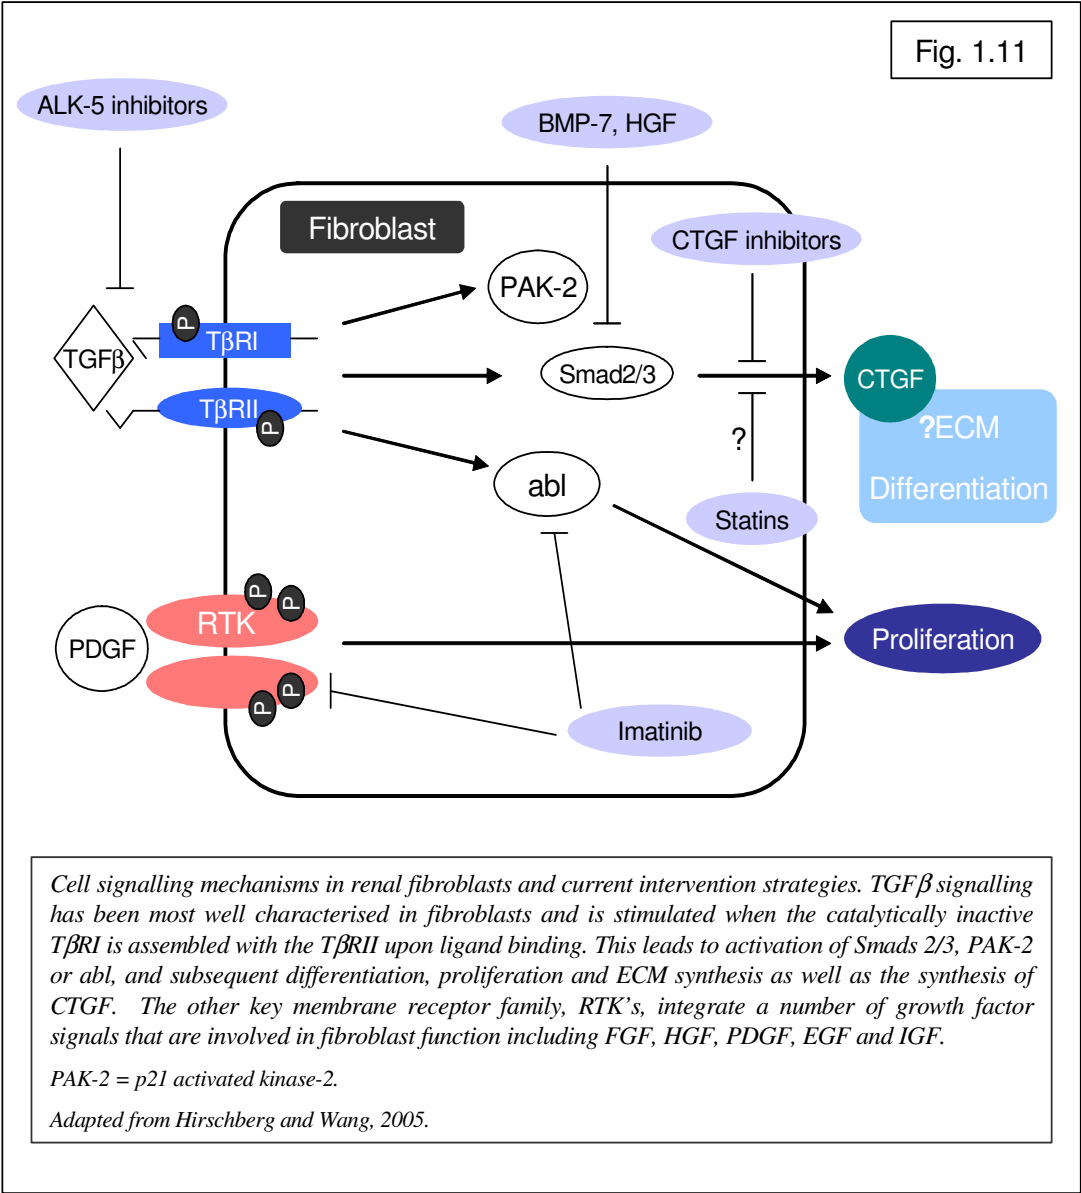 Fig. 1.11
ALK-5 inhibitors
BMP-7, HGF
Fibroblast
CTGF inhibitors
PAK-2
P
TβRI
TGFβ
Smad2/3
CTGF
TβRII
P
?ECM
?
abl
Differentiation
Statins
P
P
RTK
PDGF
Proliferation
P
P
Imatinib
Cell signalling mechanisms in renal fibroblasts and current intervention strategies. TGFβ signalling
has been most well characterised in fibroblasts and is stimulated when the catalytically inactive
TβRI is assembled with the TβRII upon ligand binding. This leads to activation of Smads 2/3, PAK-2
or abl, and subsequent differentiation, proliferation and ECM synthesis as well as the synthesis of
CTGF. The other key membrane receptor family, RTK's, integrate a number of growth factor
signals that are involved in fibroblast function including FGF, HGF, PDGF, EGF and IGF.
PAK-2 = p21 activated kinase-2.
Adapted from Hirschberg and Wang, 2005.